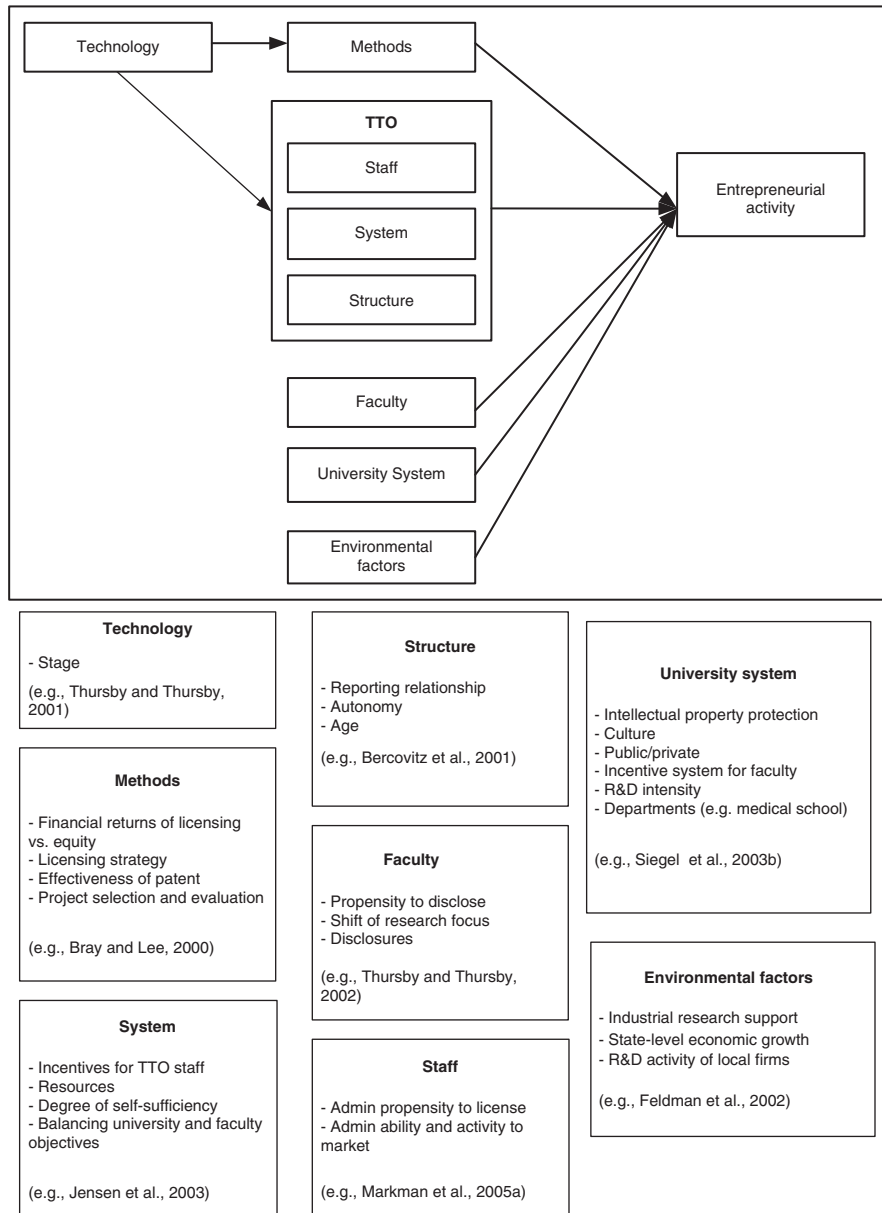 Technology
Methods
TTO
Staff
System
Structure
Entrepreneurial
activity
Faculty
University System
Environmental
factors
Technology
- Stage
(e.g., Thursby and Thursby,
2001)
Methods
- Financial returns of licensing
vs. equity
- Licensing strategy
- Effectiveness of patent
- Project selection and evaluation
(e.g., Bray and Lee, 2000)
System
- Incentives for TTO staff
- Resources
- Degree of self-sufficiency
- Balancing university and faculty
objectives
(e.g., Jensen et al., 2003)
Structure
- Reporting relationship
- Autonomy
- Age
(e.g., Bercovitz et al., 2001)
Faculty
- Propensity to disclose
- Shift of research focus
- Disclosures
(e.g., Thursby and Thursby,
2002)
Staff
- Admin propensity to license
- Admin ability and activity to
market
(e.g., Markman et al., 2005a)
University system
- Intellectual property protection
- Culture
- Public/private
- Incentive system for faculty
- R&D intensity
- Departments (e.g. medical school)
(e.g., Siegel et al., 2003b)
Environmental factors
- Industrial research support
- State-level economic growth
- R&D activity of local firms
(e.g., Feldman et al., 2002)